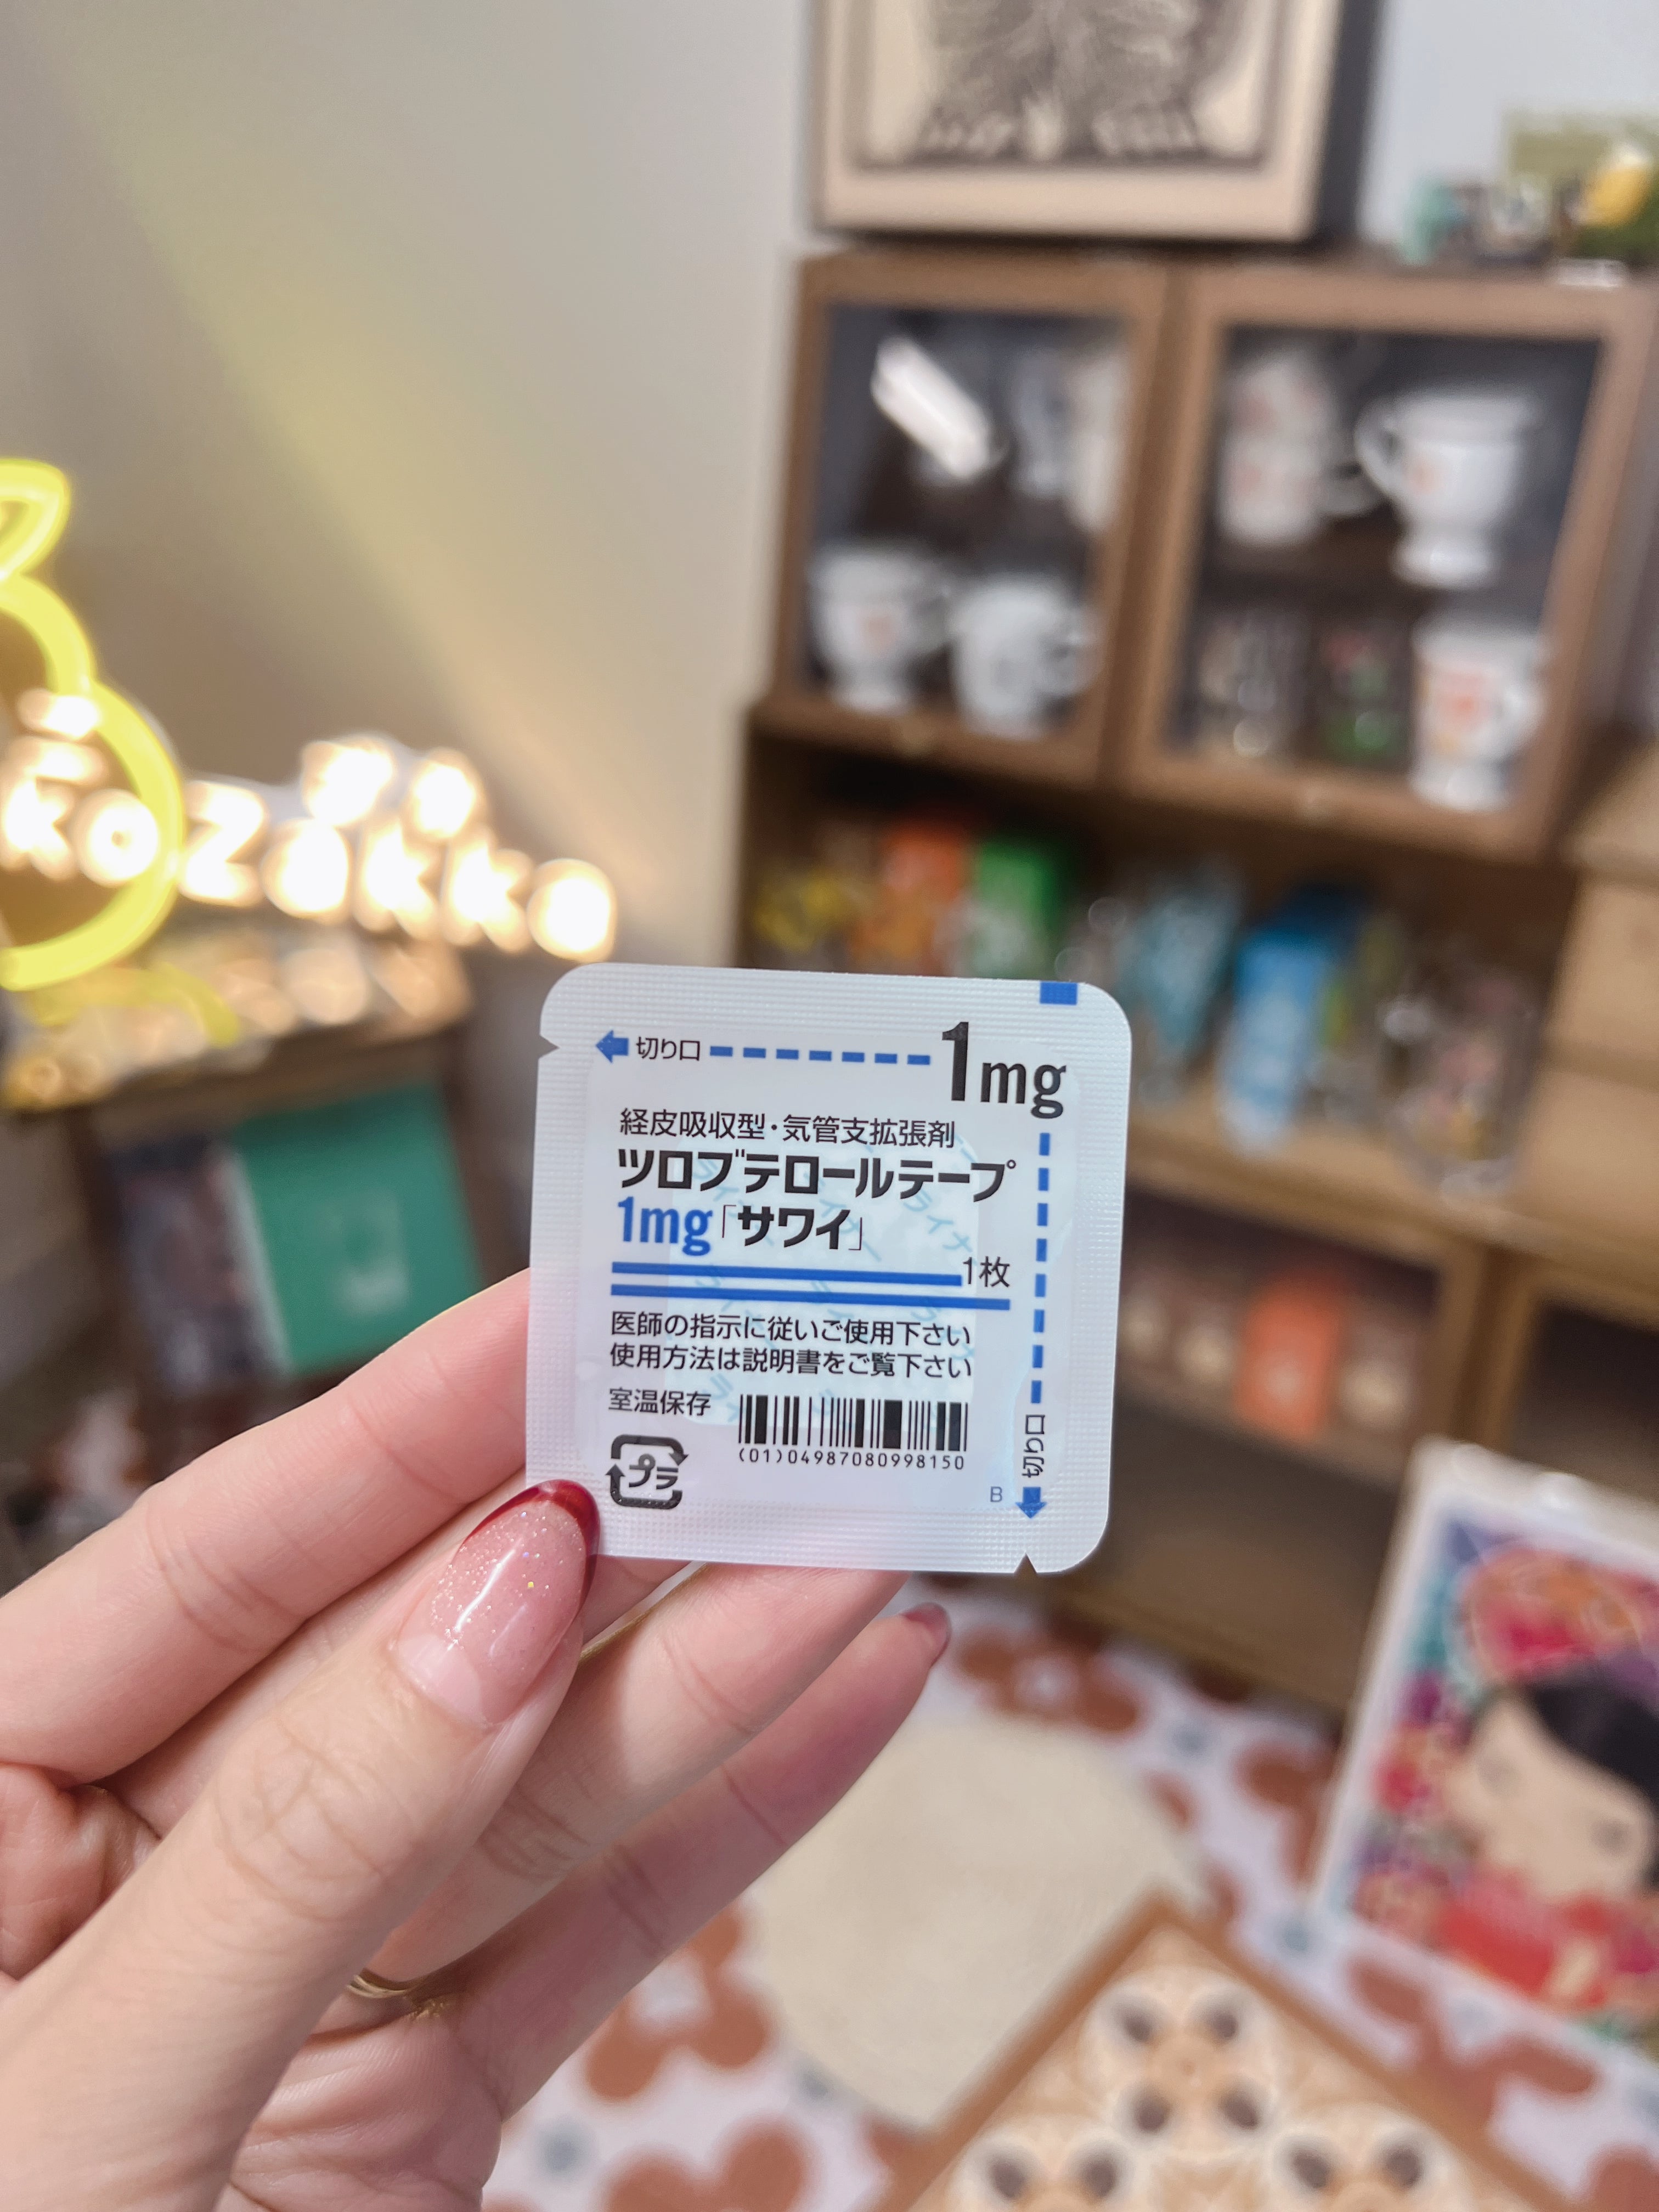 kozakka
切り口
1mg
経皮吸収型・気管支拡張剤
ツロブテロールテープ
1mg「サワイ」
1枚
医師の指示に従いご使用下さい
使用方法は説明書をご覧下さい
室温保存
プラ
(01)04987080998150
B
切り口